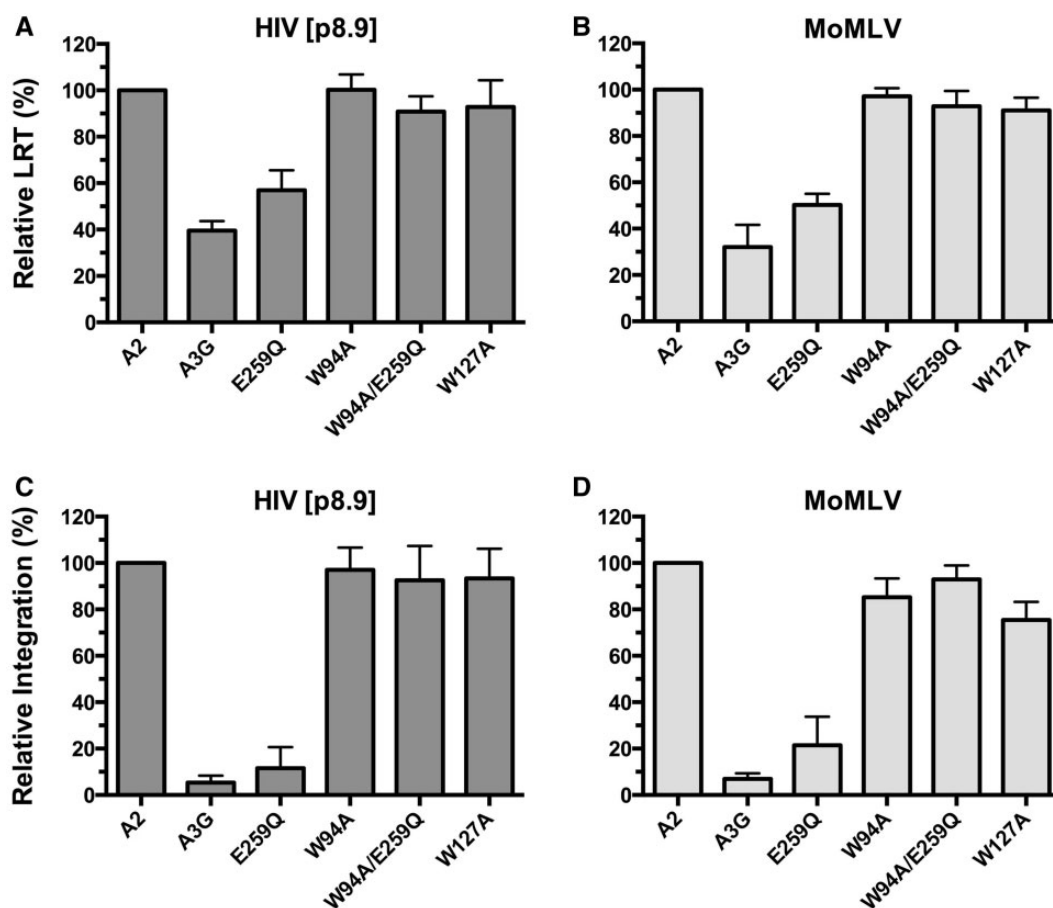 A
HIV [p8.9]
Relative LRT (%)
120
100
80
60
40
20
0
A2
A3G
E259Q
W94A
W94A/E259Q
W127A
B
MoMLV
120
100
80
60
40
20
0
A2
A3G
E259Q
W94A
W94A/E259Q
W127A
C
HIV [p8.9]
Relative Integration (%)
120
100
80
60
40
20
0
A2
A3G
E259Q
W94A
W94A/E259Q
W127A
D
MoMLV
120
100
80
60
40
20
0
A2
A3G
E259Q
W94A
W94A/E259Q
W127A